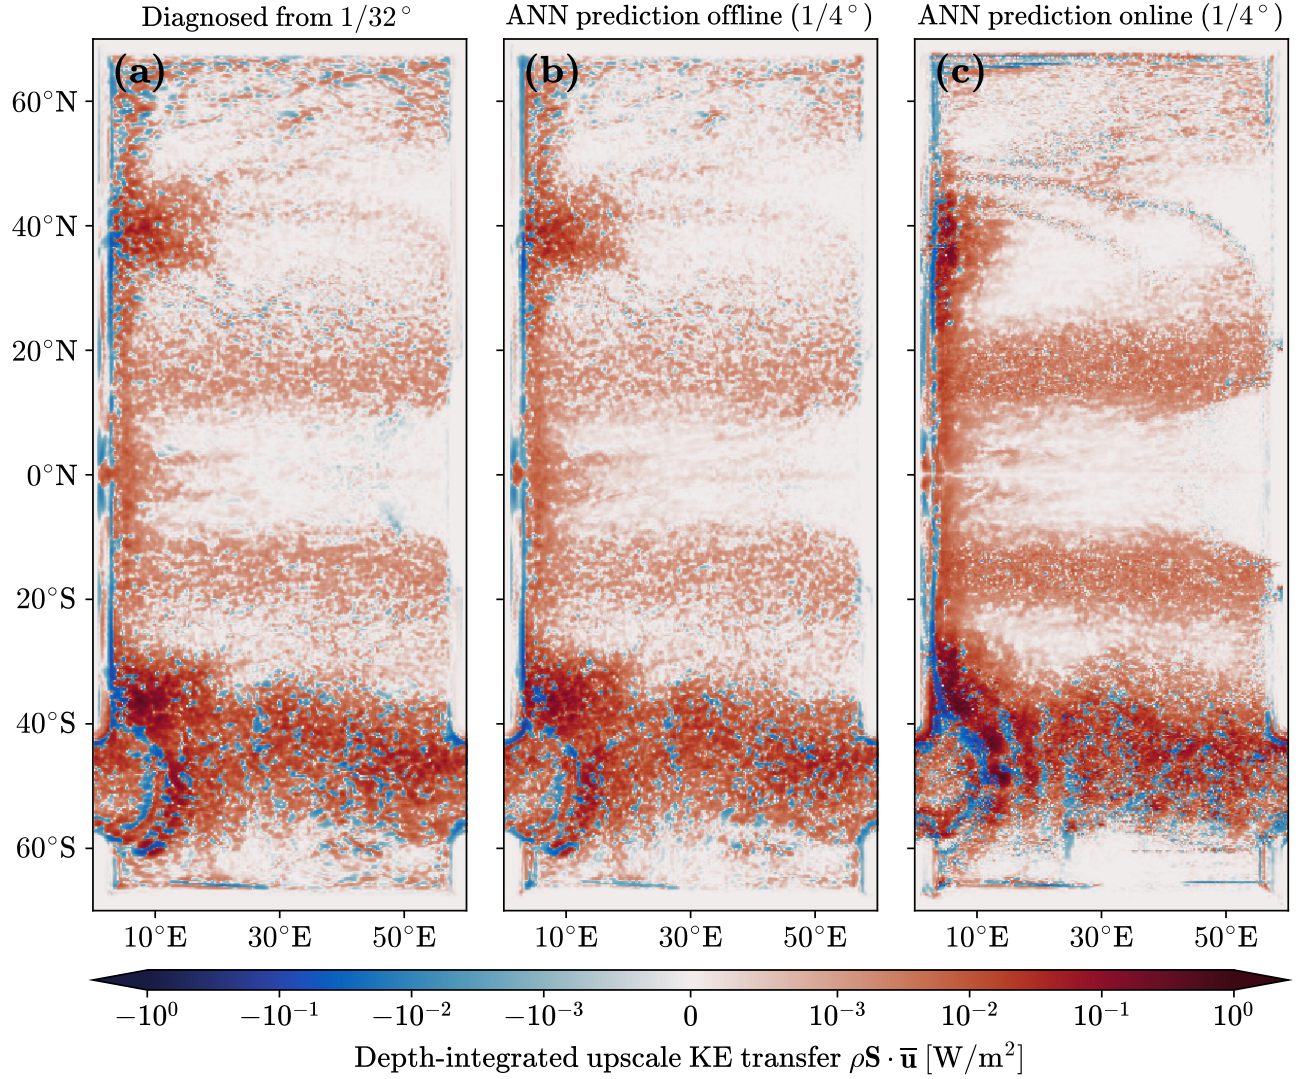 Diagnosed from 1/32° ANN prediction offline (1/4°) ANN prediction online (1/4°)
(a) (b) (c)
60°N
40°N
20°N
0°N
20°S
40°S
60°S
10°E 30°E 50°E 10°E 30°E 50°E 10°E 30°E 50°E
−10⁰ −10⁻¹ −10⁻² −10⁻³ 0 10⁻³ 10⁻² 10⁻¹ 10⁰
Depth-integrated upscale KE transfer ρS · u̅ [W/m²]